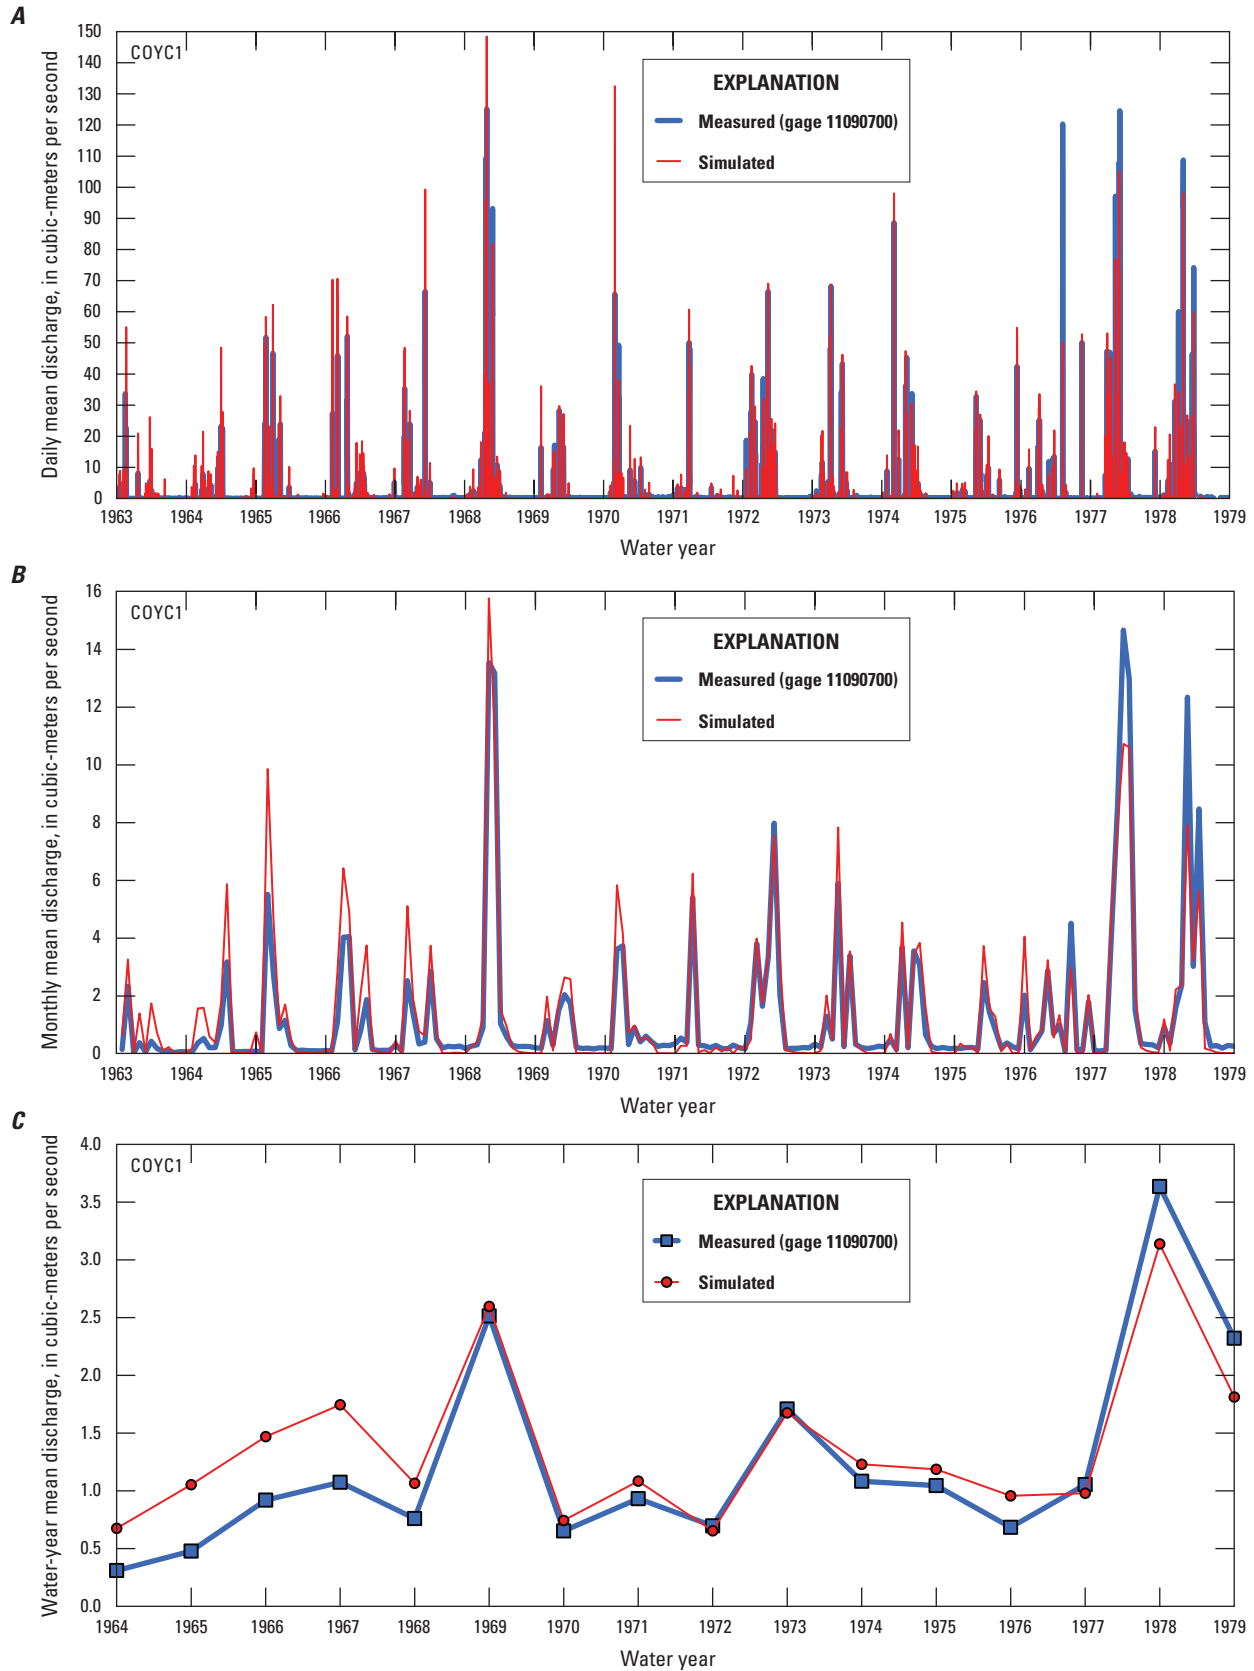 A
Daily mean discharge, in cubic-meters per second
150
140
130
120
110
100
90
80
70
60
50
40
30
20
10
0
COYC1
EXPLANATION
Measured (gage 11090700)
Simulated
1963 1964 1965 1966 1967 1968 1969 1970 1971 1972 1973 1974 1975 1976 1977 1978 1979
Water year
B
Monthly mean discharge, in cubic-meters per second
16
14
12
10
8
6
4
2
0
COYC1
EXPLANATION
Measured (gage 11090700)
Simulated
1963 1964 1965 1966 1967 1968 1969 1970 1971 1972 1973 1974 1975 1976 1977 1978 1979
Water year
C
Water-year mean discharge, in cubic-meters per second
4.0
3.5
3.0
2.5
2.0
1.5
1.0
0.5
0.0
COYC1
EXPLANATION
Measured (gage 11090700)
Simulated
1964 1965 1966 1967 1968 1969 1970 1971 1972 1973 1974 1975 1976 1977 1978 1979
Water year